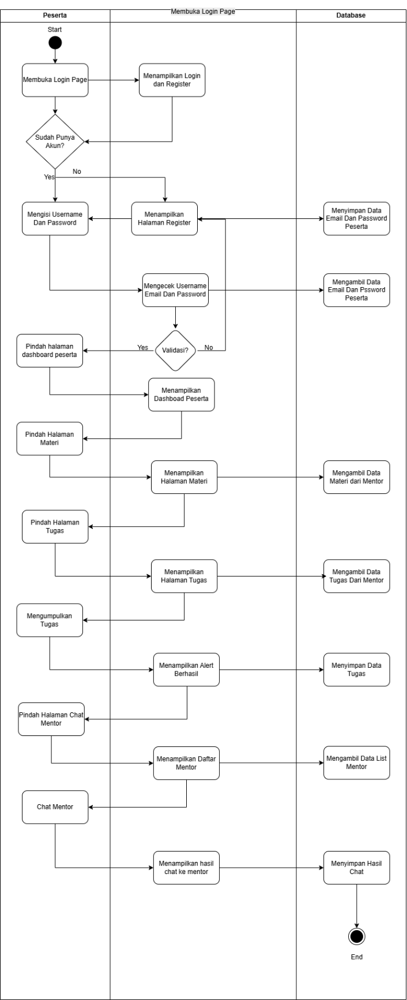 Membuka Login Page
Peserta
Database
Start
Membuka Login Page
Menampilkan Login
dan Register
Sudah Punya
Akun?
No
Yes
Mengisi Username
Dan Password
Menampilkan
Halaman Register
Menyimpan Data
Email Dan Password
Peserta
Mengecek Username
Email Dan Password
Mengambil Data
Email Dan Pssword
Peserta
Pindah halaman
dashboard peserta
Yes
Validasi?
No
Menampilkan
Dashboad Peserta
Pindah Halaman
Materi
Menampilkan
Halaman Materi
Mengambil Data
Materi dari Mentor
Pindah Halaman
Tugas
Menampilkan
Halaman Tugas
Mengambil Data
Tugas Dari Mentor
Mengumpulkan
Tugas
Menampilkan Alert
Berhasil
Menyimpan Data
Tugas
Pindah Halaman Chat
Mentor
Menampilkan Daftar
Mentor
Mengambil Data List
Mentor
Chat Mentor
Menampilkan hasil
chat ke mentor
Menyimpan Hasil
Chat
End